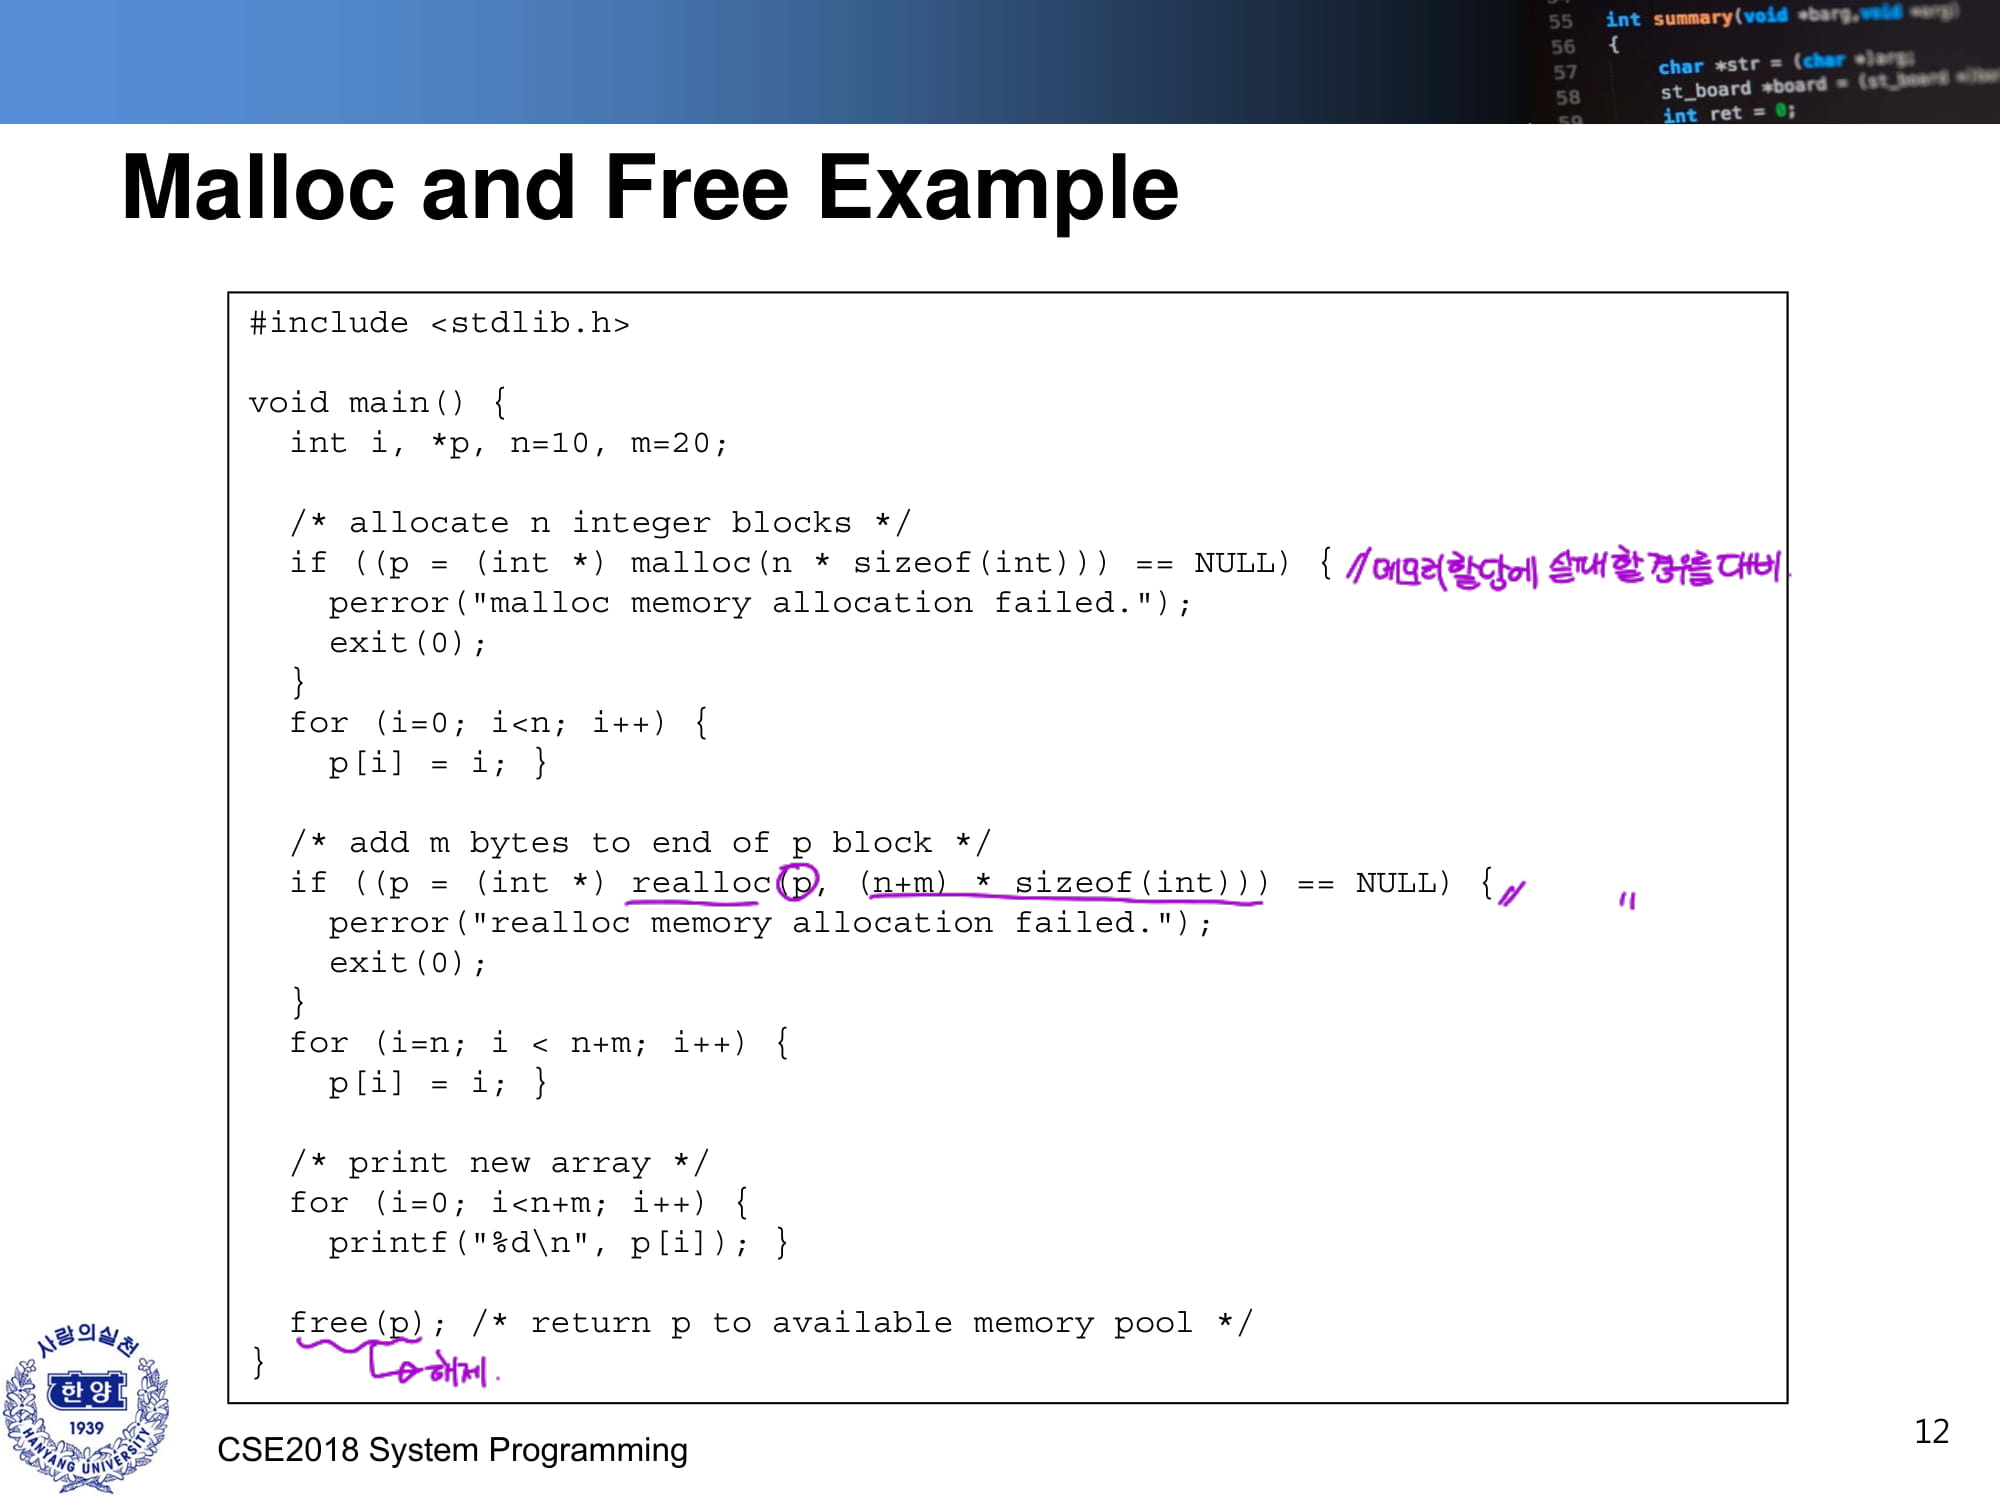 55 int summary(void *barg,void *arg)
56 {
57 char *str = (char *)arg;
58 st_board *board = (st_board *)
59 int ret = 0;
Malloc and Free Example
#include <stdlib.h>
void main() {
int i, *p, n=10, m=20;
/* allocate n integer blocks */
if ((p = (int *) malloc(n * sizeof(int))) == NULL) { //메모리할당에 실패할 경우를 대비.
perror("malloc memory allocation failed.");
exit(0);
}
for (i=0; i<n; i++) {
p[i] = i; }
/* add m bytes to end of p block */
if ((p = (int *) realloc(p, (n+m) * sizeof(int))) == NULL) { // "
perror("realloc memory allocation failed.");
exit(0);
}
for (i=n; i < n+m; i++) {
p[i] = i; }
/* print new array */
for (i=0; i<n+m; i++) {
printf("%d\n", p[i]); }
free(p); /* return p to available memory pool */
}
해제.
사랑의실천
한양
1939
HANYANG UNIVERSITY
CSE2018 System Programming
12